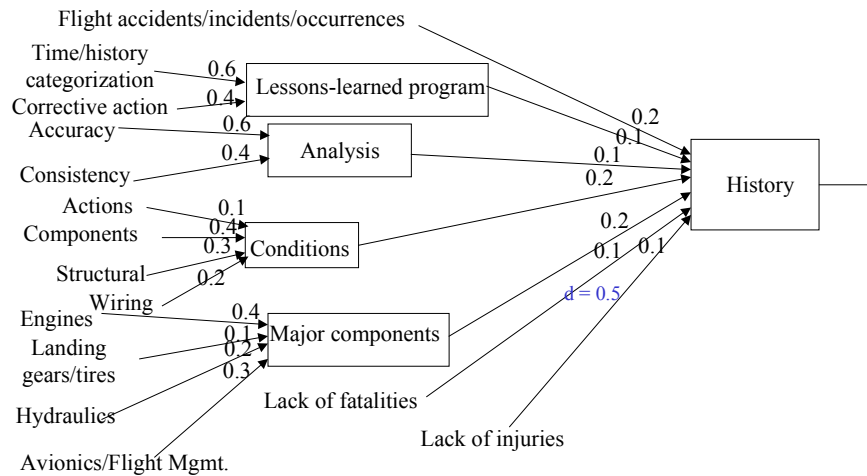 Flight accidents/incidents/occurrences
Time/history
categorization
0.6
Lessons-learned program
Corrective action
0.4
Accuracy
0.6
Analysis
Consistency
0.4
Actions
0.1
Components
0.4
0.3
Conditions
Structural
0.2
Wiring
Engines
0.4
Major components
Landing
gears/tires
0.1
0.2
0.3
Hydraulics
Avionics/Flight Mgmt.
Lack of fatalities
Lack of injuries
0.2
0.1
0.1
0.2
0.2
0.1
0.1
d = 0.5
History